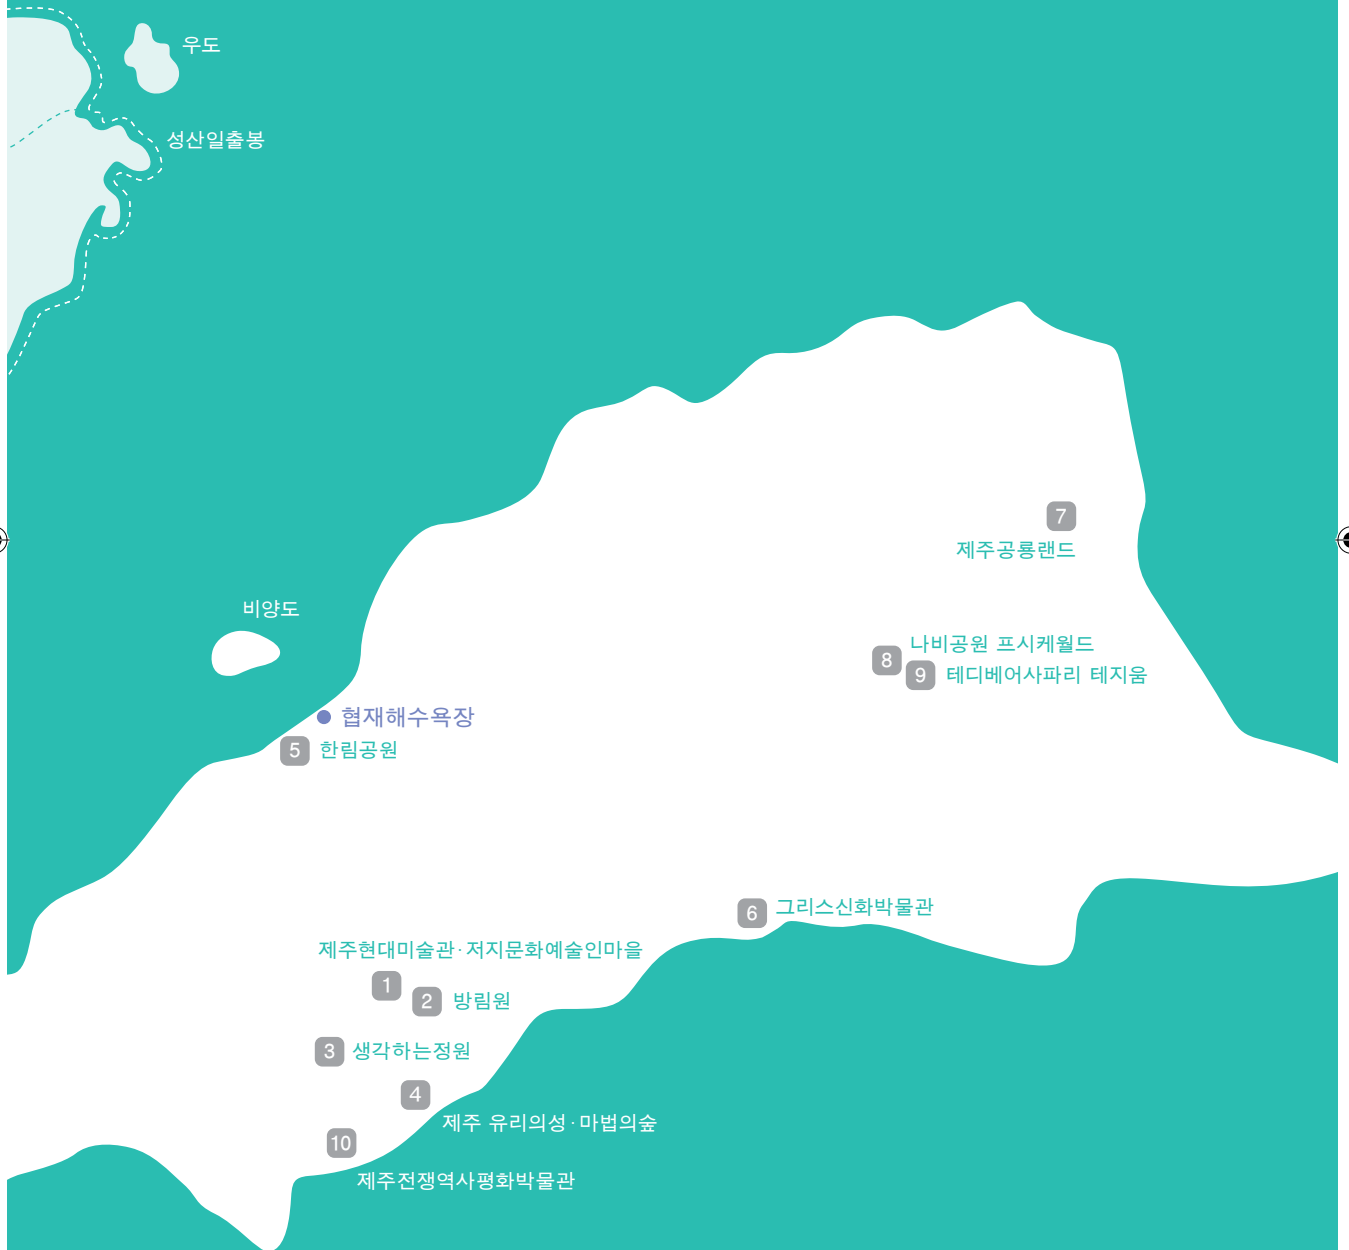 우도
성산일출봉
7
제주공룡랜드
비양도
나비공원 프시케월드
8
9 테디베어사파리 테지움
협재해수욕장
5 한림공원
6 그리스신화박물관
제주현대미술관·저지문화예술인마을
1
2 방림원
3 생각하는정원
4
제주 유리의성·마법의숲
10
제주전쟁역사평화박물관